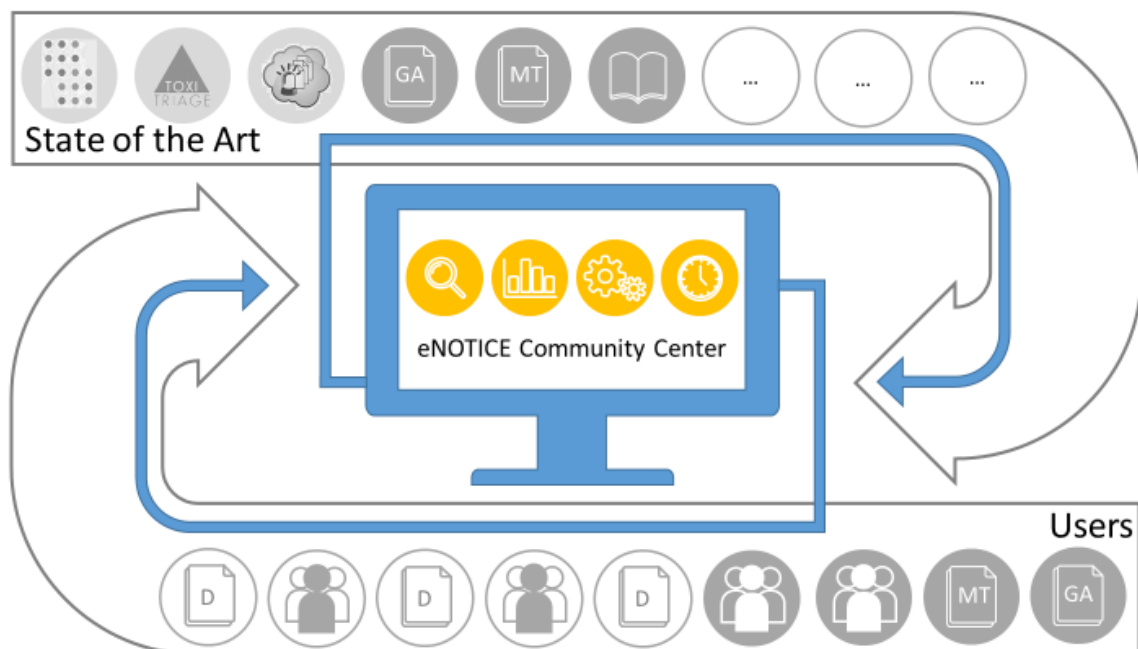 GA
MT
...
...
...
TOXI
TRIAGE
State of the Art
eNOTICE Community Center
Users
D
D
D
MT
GA